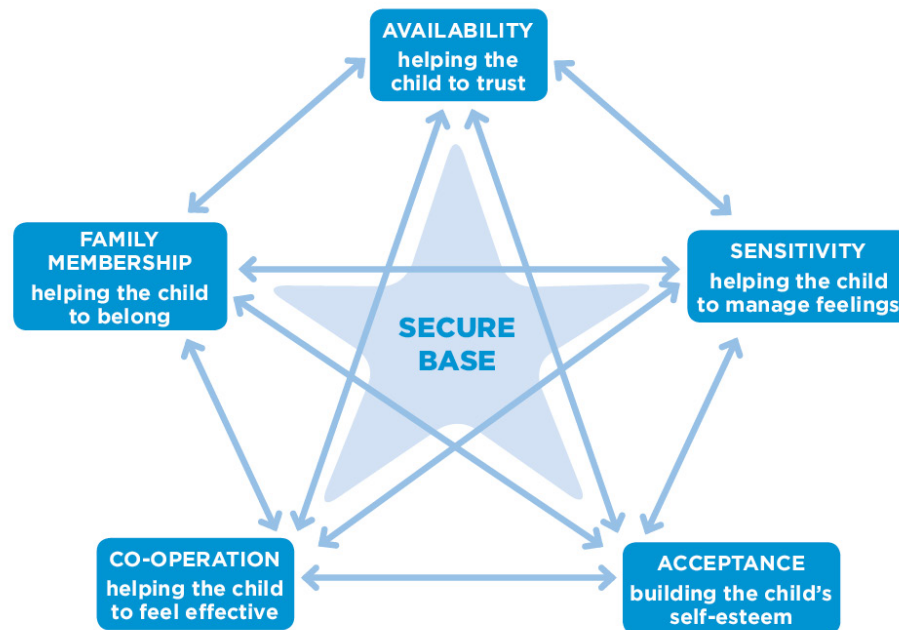 AVAILABILITY
helping the
child to trust
FAMILY
MEMBERSHIP
helping the child
to belong
SENSITIVITY
helping the child
to manage feelings
SECURE
BASE
CO-OPERATION
helping the child
to feel effective
ACCEPTANCE
building the child’s
self-esteem